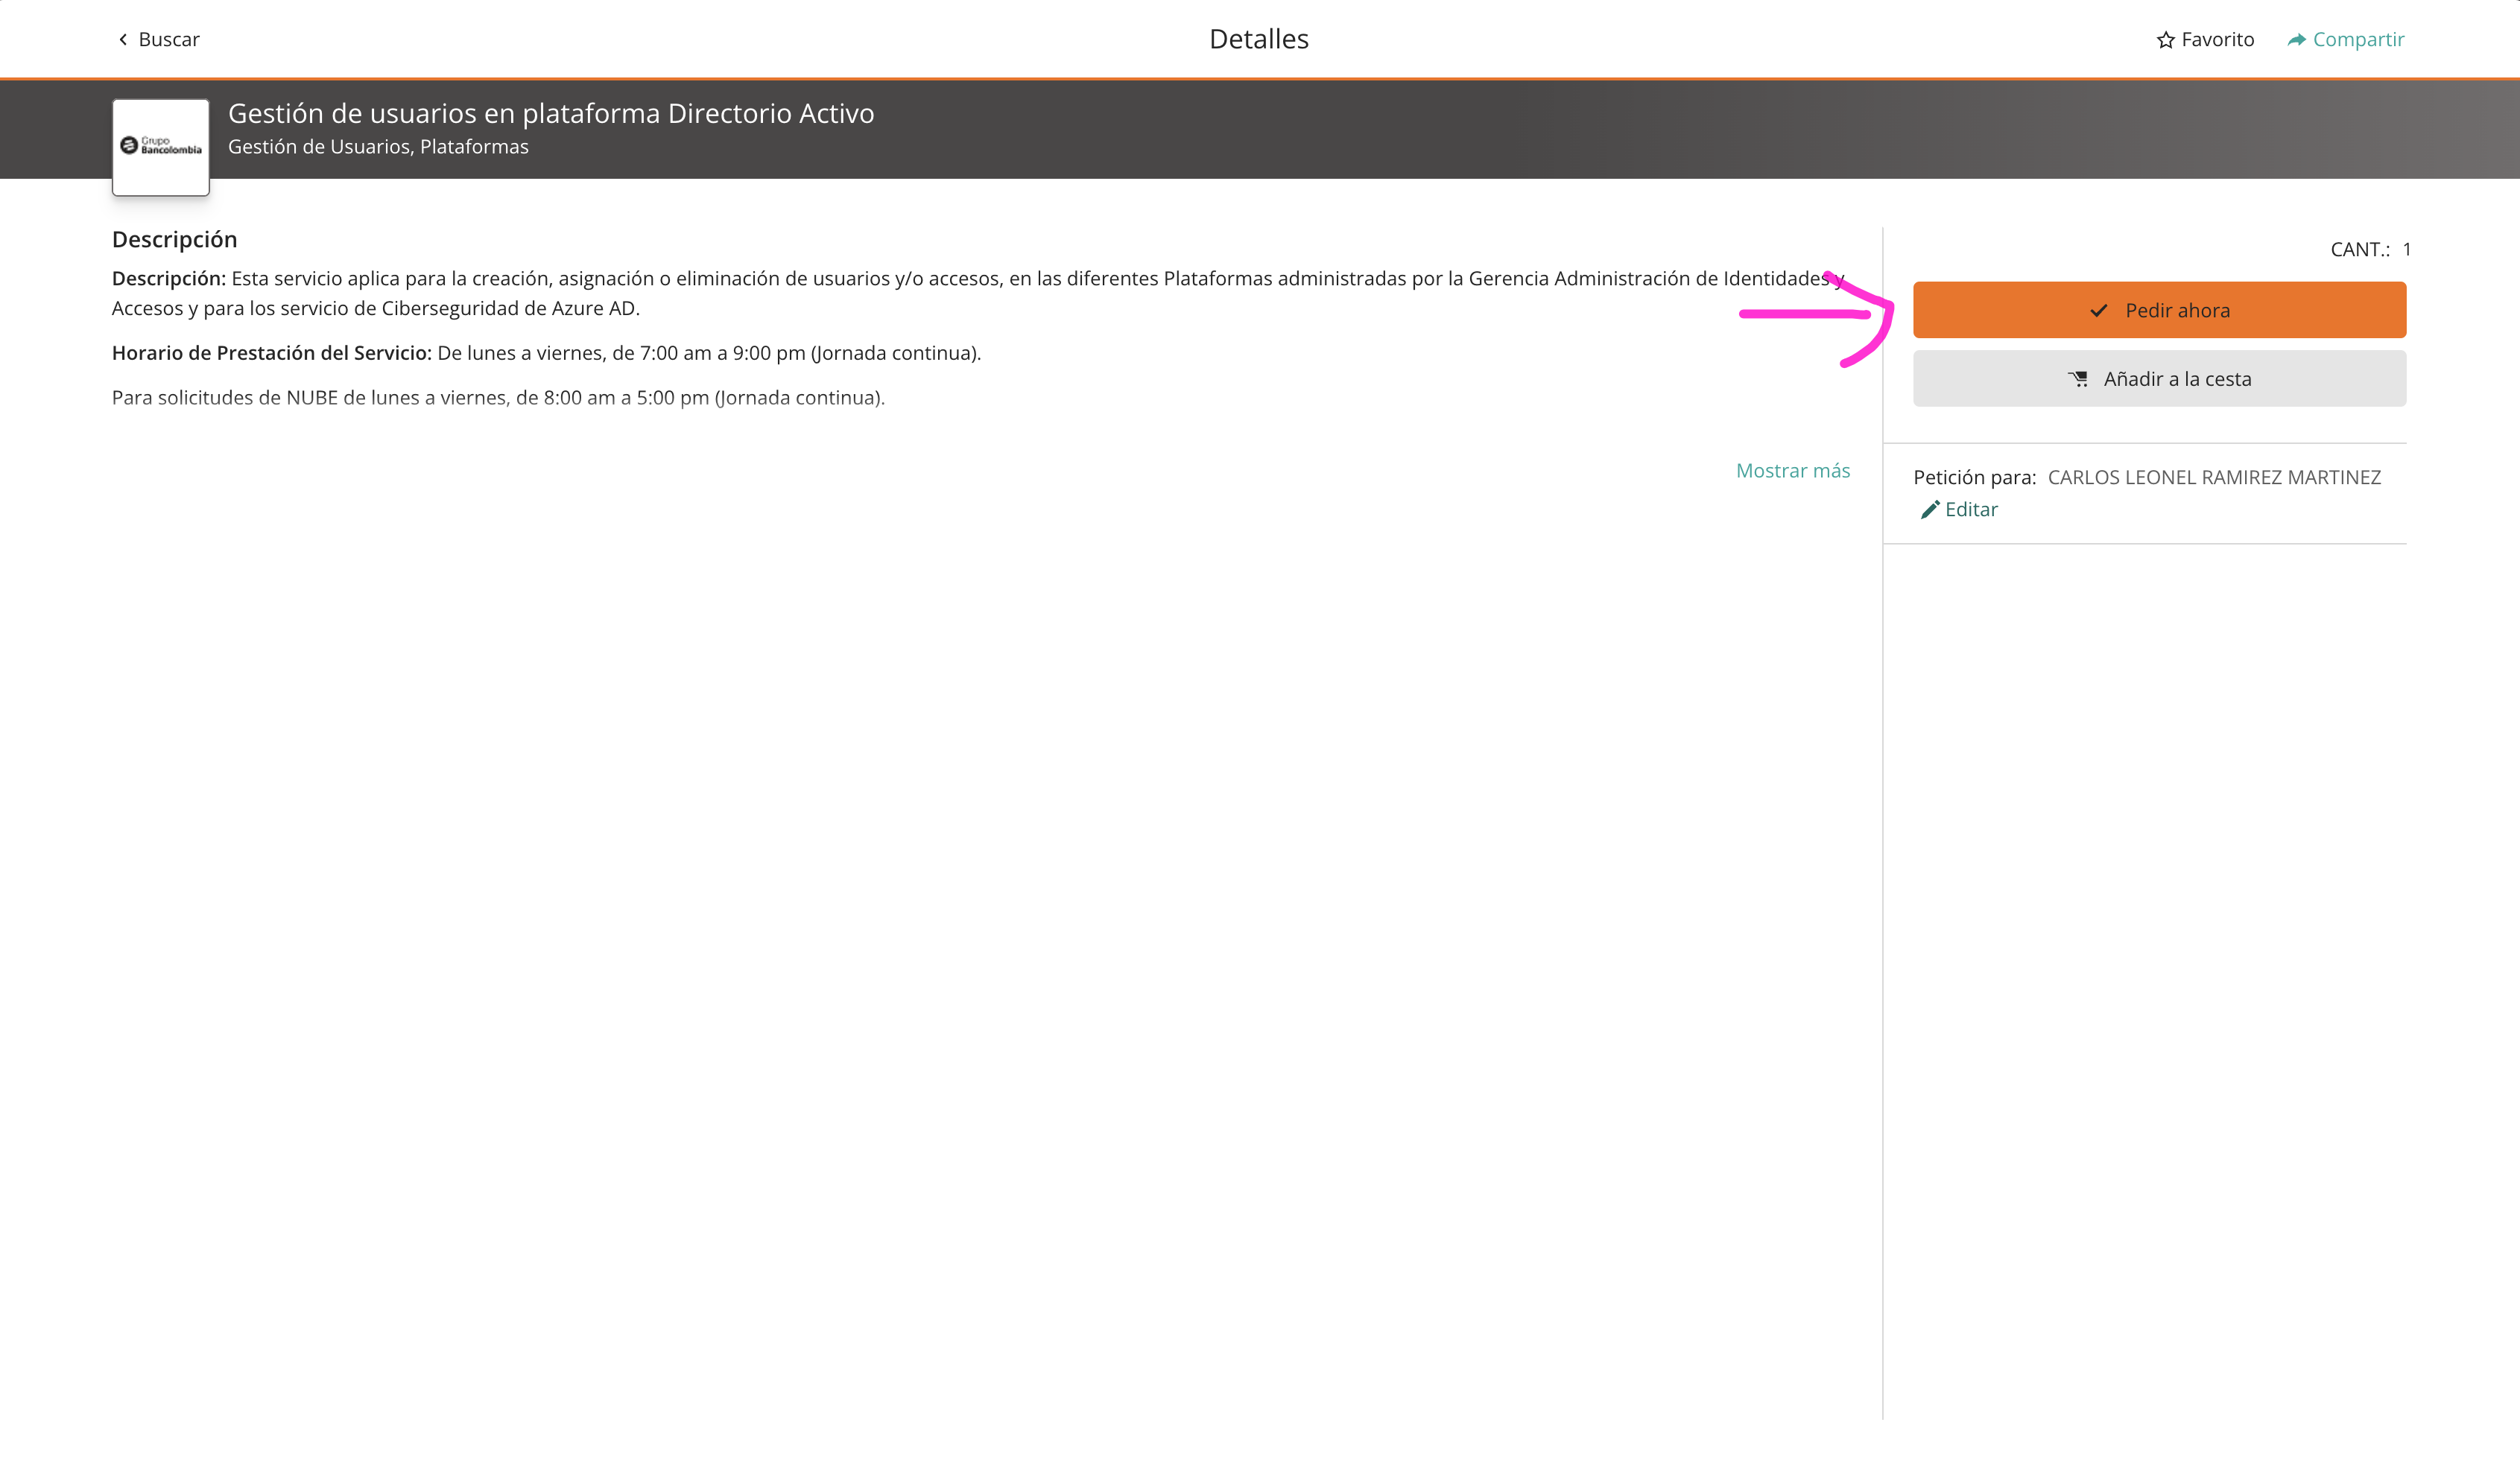 Buscar
Detalles
Favorito
Compartir
Grupo
Bancolombia
Gestión de usuarios en plataforma Directorio Activo
Gestión de Usuarios, Plataformas
Descripción
Descripción: Esta servicio aplica para la creación, asignación o eliminación de usuarios y/o accesos, en las diferentes Plataformas administradas por la Gerencia Administración de Identidades y
Accesos y para los servicio de Ciberseguridad de Azure AD.
Horario de Prestación del Servicio: De lunes a viernes, de 7:00 am a 9:00 pm (Jornada continua).
Para solicitudes de NUBE de lunes a viernes, de 8:00 am a 5:00 pm (Jornada continua).
Mostrar más
CANT.: 1
Pedir ahora
Añadir a la cesta
Petición para: CARLOS LEONEL RAMIREZ MARTINEZ
Editar